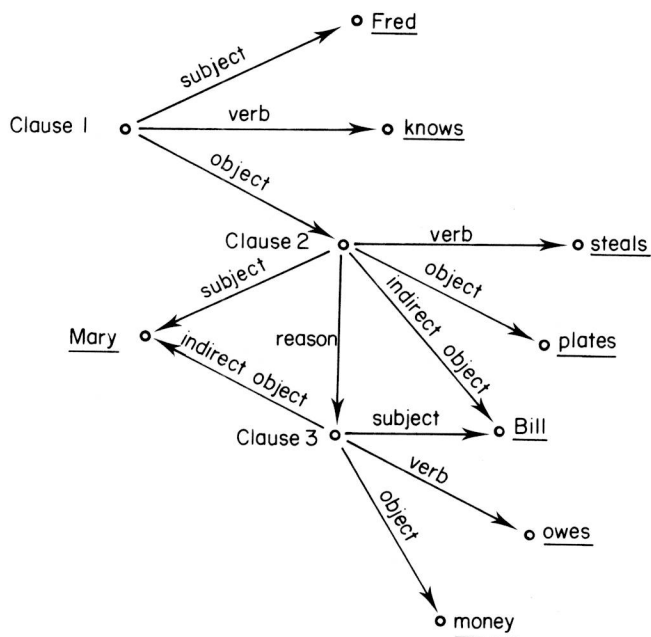 Fred
subject
Clause 1
verb
knows
object
Clause 2
verb
steals
subject
object
indirect object
Mary
indirect object
reason
plates
Clause 3
subject
Bill
verb
object
owes
money